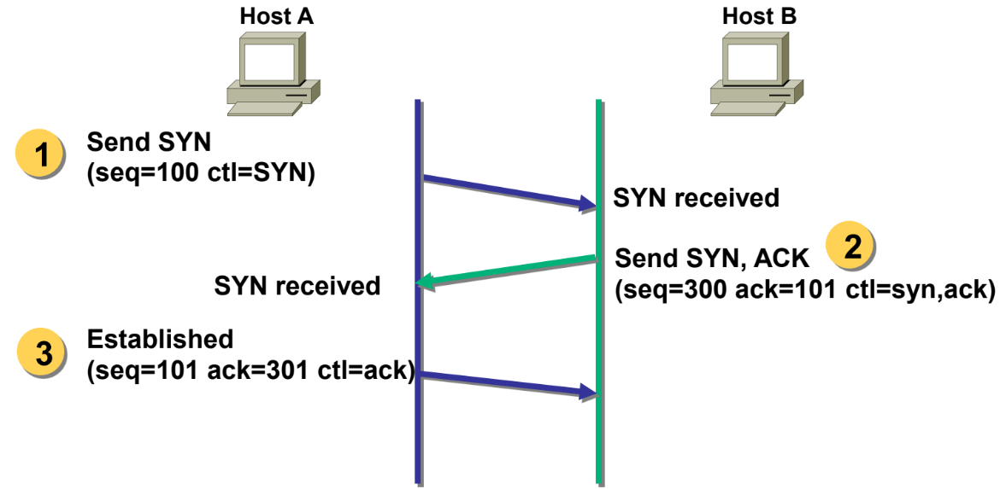 Host A
Host B
1
Send SYN
(seq=100 ctl=SYN)
SYN received
Send SYN, ACK
2
(seq=300 ack=101 ctl=syn,ack)
SYN received
3
Established
(seq=101 ack=301 ctl=ack)